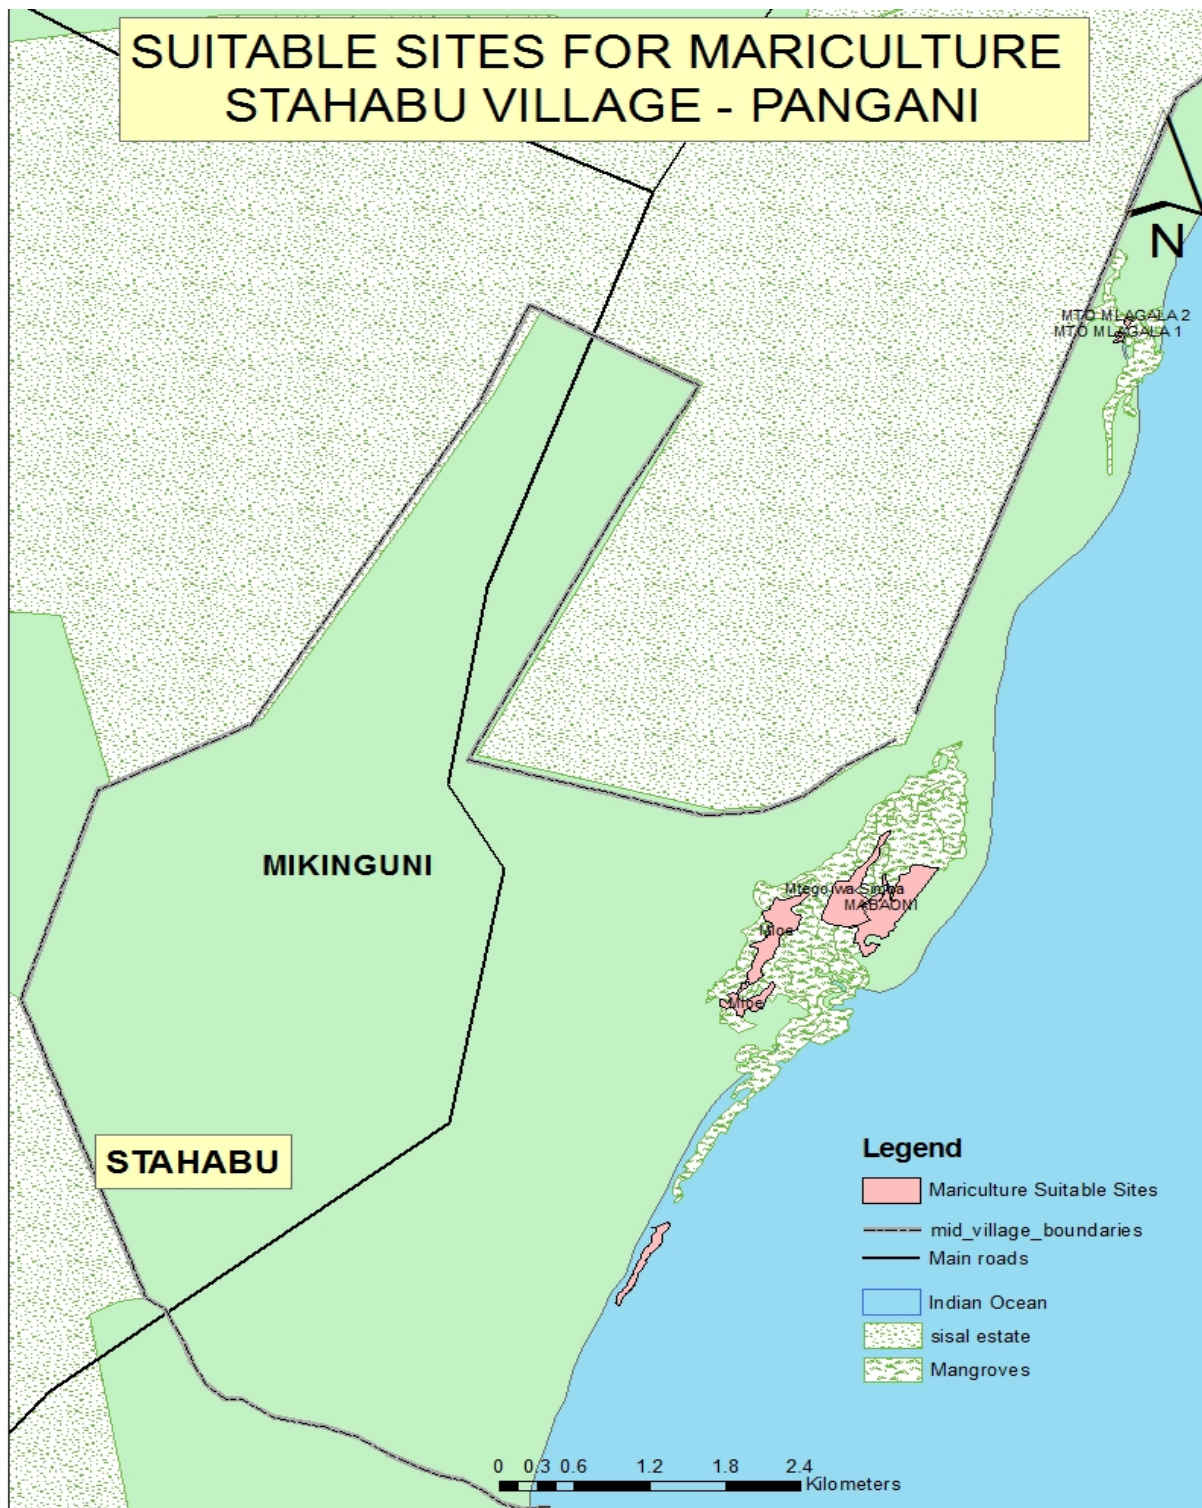 SUITABLE SITES FOR MARICULTURE
STAHABU VILLAGE - PANGANI
N
MTO MLAGALA 2
MTO MLAGALA 1
MIKINGUNI
Mtego wa Simba
MABAONI
Mloe
Mloe
STAHABU
Legend
Mariculture Suitable Sites
mid_village_boundaries
Main roads
Indian Ocean
sisal estate
Mangroves
0 0.3 0.6 1.2 1.8 2.4
Kilometers